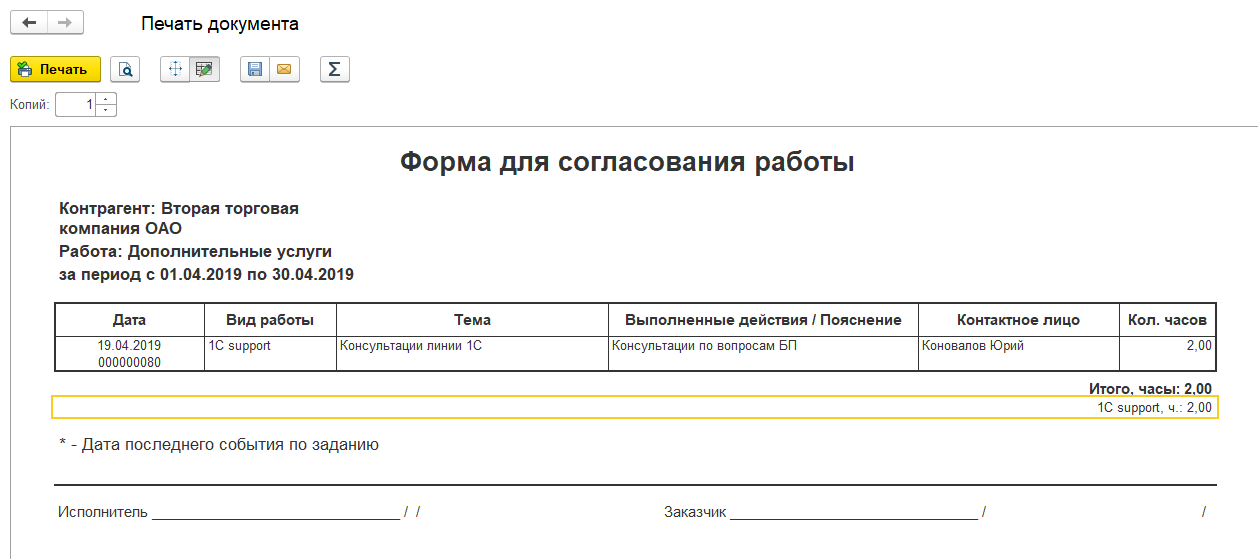 Печать документа
Печать
Σ
Копий: 1
Форма для согласования работы
Контрагент: Вторая торговая
компания ОАО
Работа: Дополнительные услуги
за период с 01.04.2019 по 30.04.2019
Дата Вид работы Тема Выполненные действия / Пояснение Контактное лицо Кол. часов
19.04.2019 1C support Консультации линии 1С Консультации по вопросам БП Коновалов Юрий 2,00
000000080
Итого, часы: 2,00
1C support, ч.: 2,00
* - Дата последнего события по заданию
Исполнитель ______________________________ / / Заказчик ______________________________ / /